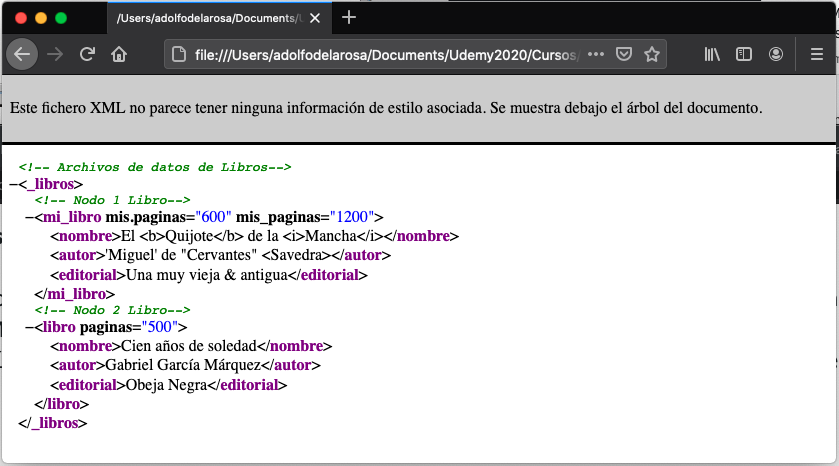 /Users/adolfodelarosa/Documents/U
file:///Users/adolfodelarosa/Documents/Udemy2020/Cursos/
Este fichero XML no parece tener ninguna información de estilo asociada. Se muestra debajo el árbol del documento.
<!-- Archivos de datos de Libros-->
−<_libros>
<!-- Nodo 1 Libro-->
−<mi_libro mis.paginas="600" mis_paginas="1200">
<nombre>El <b>Quijote</b> de la <i>Mancha</i></nombre>
<autor>'Miguel' de "Cervantes" <Savedra></autor>
<editorial>Una muy vieja & antigua</editorial>
</mi_libro>
<!-- Nodo 2 Libro-->
−<libro paginas="500">
<nombre>Cien años de soledad</nombre>
<autor>Gabriel García Márquez</autor>
<editorial>Obeja Negra</editorial>
</libro>
</_libros>